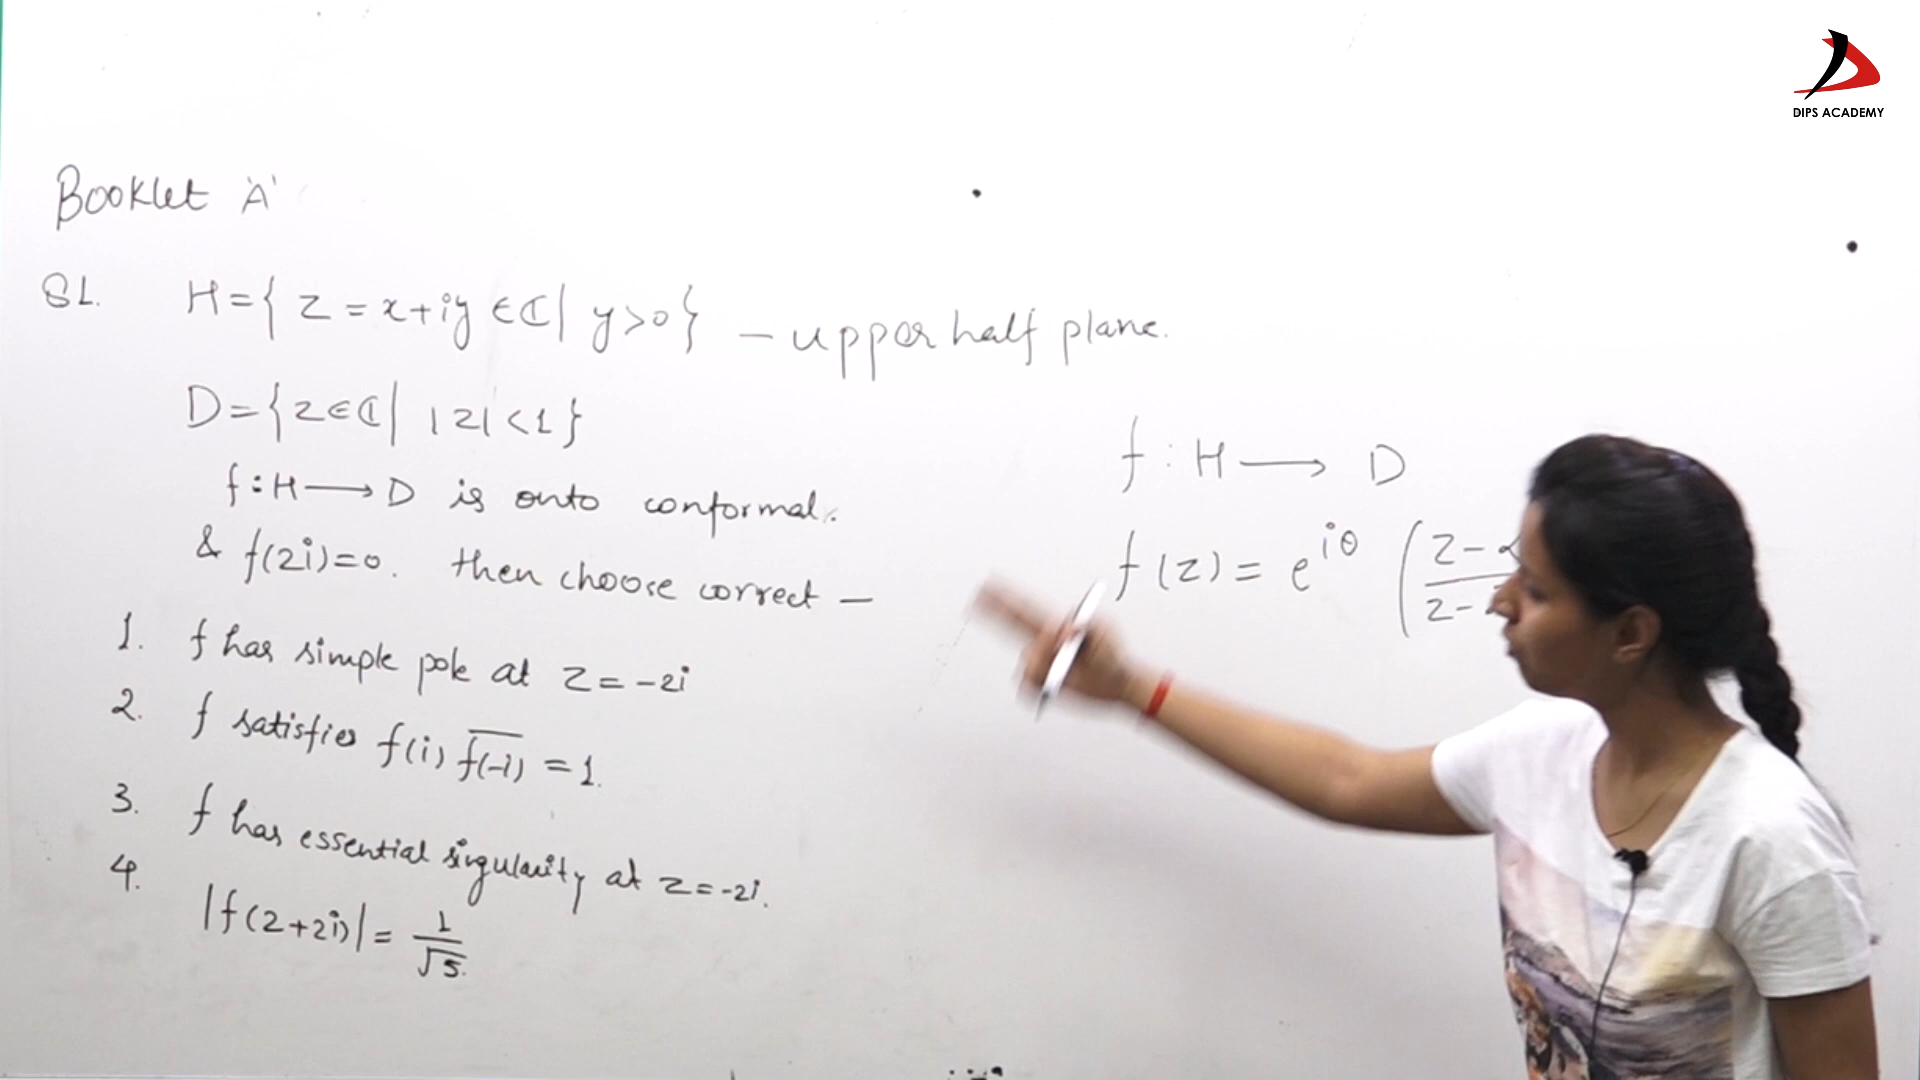 DIPS ACADEMY
Booklet 'A'
81. H={ z = x+iy ∈ ℂ | y>0 } — upper half plane.
D={z∈ℂ | |z|<1}
f:H⟶D is onto conformal.
& f(2i)=0. then choose correct —
1. f has simple pole at z=-2i
2. f satisfies f(i) \overline{f(-i)} = 1.
3. f has essential singularity at z=-2i.
4. |f(2+2i)| = 1/√5.
f : H ⟶ D
f(z) = e^{iθ} ( z- / z-